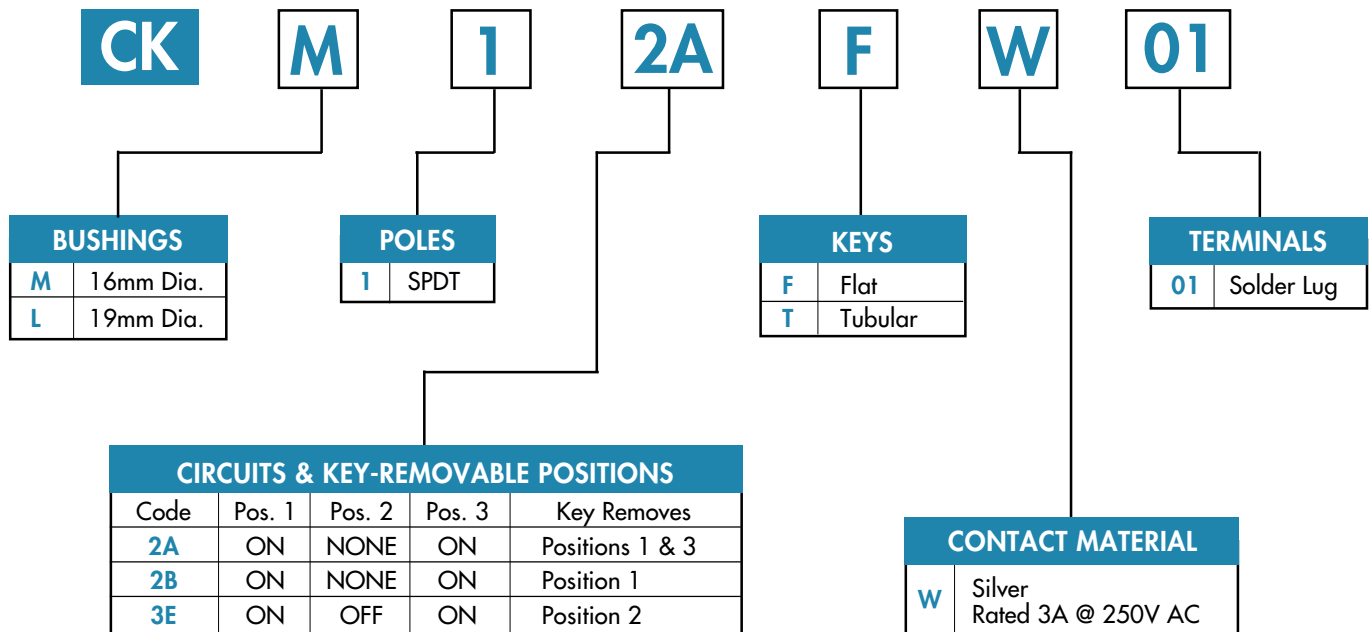 CK M 1 2A F W 01
BUSHINGS
M 16mm Dia.
L 19mm Dia.
POLES
1 SPDT
KEYS
F Flat
T Tubular
TERMINALS
01 Solder Lug
CIRCUITS & KEY-REMOVABLE POSITIONS
Code Pos. 1 Pos. 2 Pos. 3 Key Removes
2A ON NONE ON Positions 1 & 3
2B ON NONE ON Position 1
3E ON OFF ON Position 2
CONTACT MATERIAL
W Silver
Rated 3A @ 250V AC